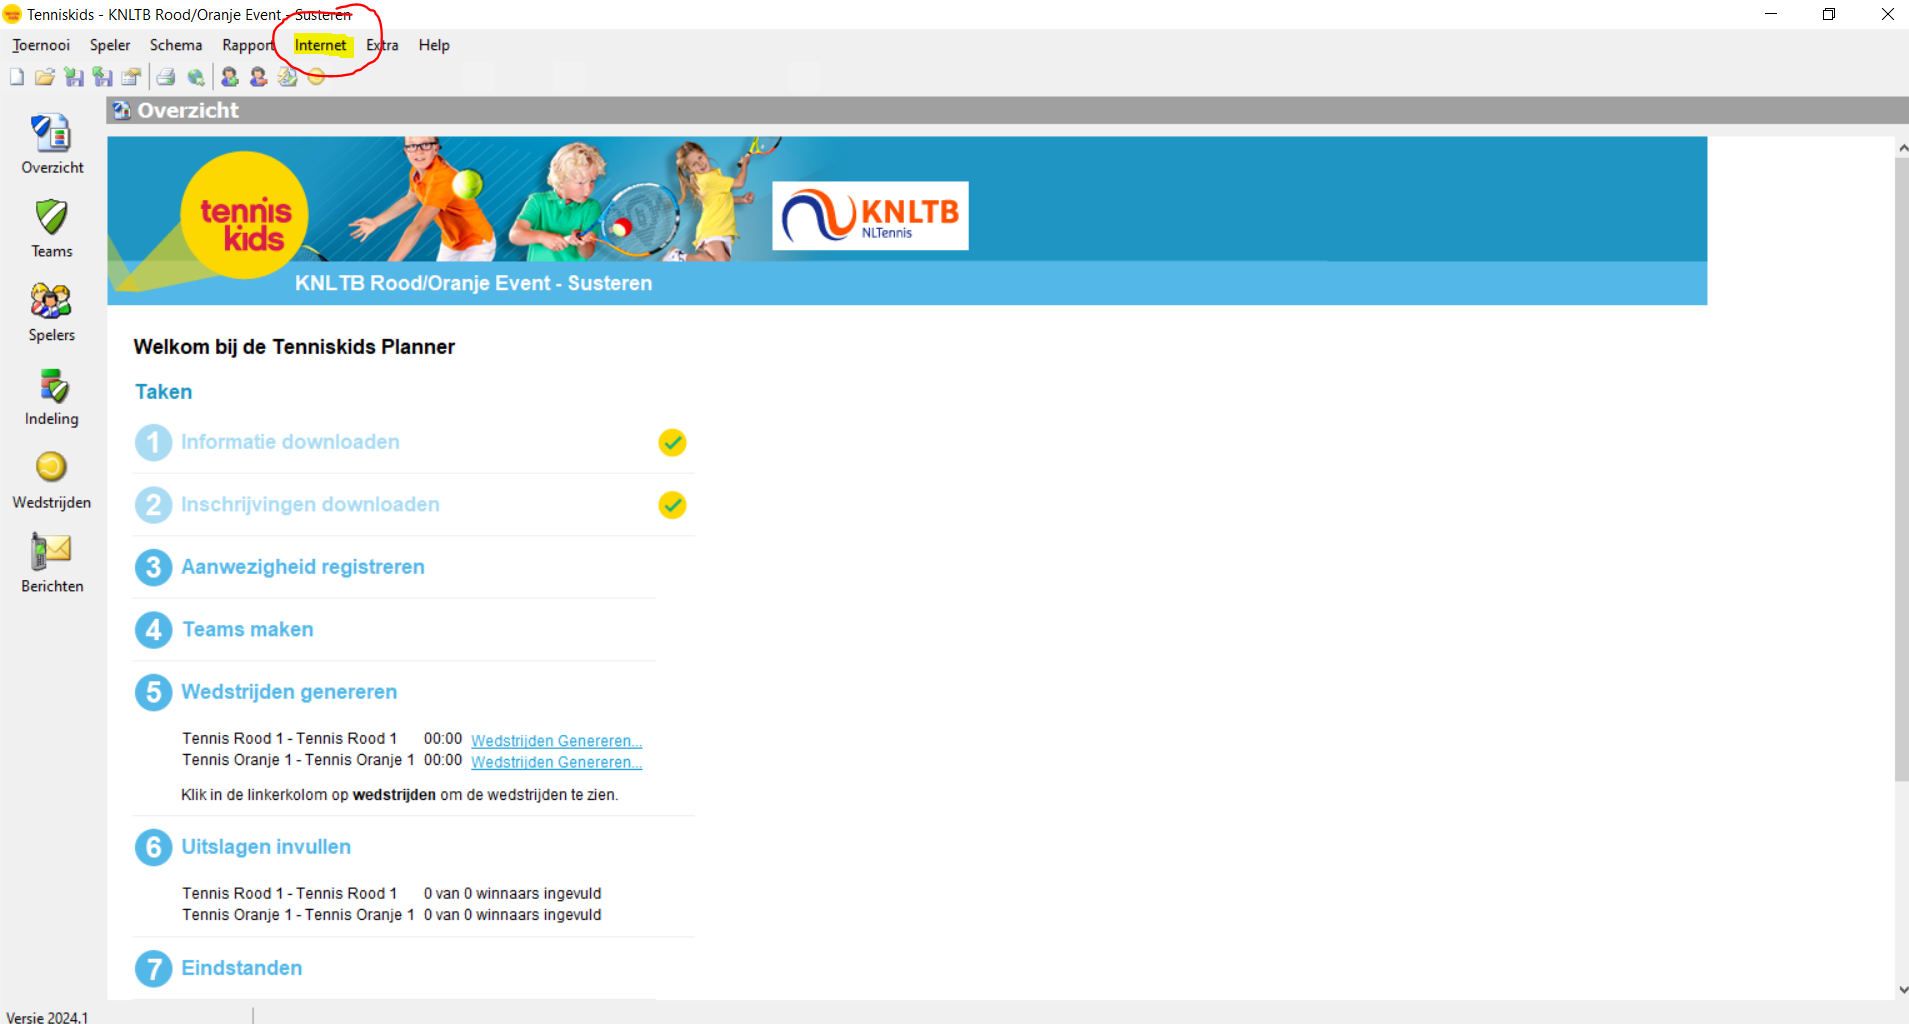 Tenniskids - KNLTB Rood/Oranje Event - Susteren
Toernooi Speler Schema Rapport Internet Extra Help
Overzicht
Overzicht
Teams
Spelers
Indeling
Wedstrijden
Berichten
tennis
kids
KNLTB
NLTennis
KNLTB Rood/Oranje Event - Susteren
Welkom bij de Tenniskids Planner
Taken
1 Informatie downloaden
2 Inschrijvingen downloaden
3 Aanwezigheid registreren
4 Teams maken
5 Wedstrijden genereren
Tennis Rood 1 - Tennis Rood 1 00:00 Wedstrijden Genereren...
Tennis Oranje 1 - Tennis Oranje 1 00:00 Wedstrijden Genereren...
Klik in de linkerkolom op wedstrijden om de wedstrijden te zien.
6 Uitslagen invullen
Tennis Rood 1 - Tennis Rood 1 0 van 0 winnaars ingevuld
Tennis Oranje 1 - Tennis Oranje 1 0 van 0 winnaars ingevuld
7 Eindstanden
Versie 2024.1